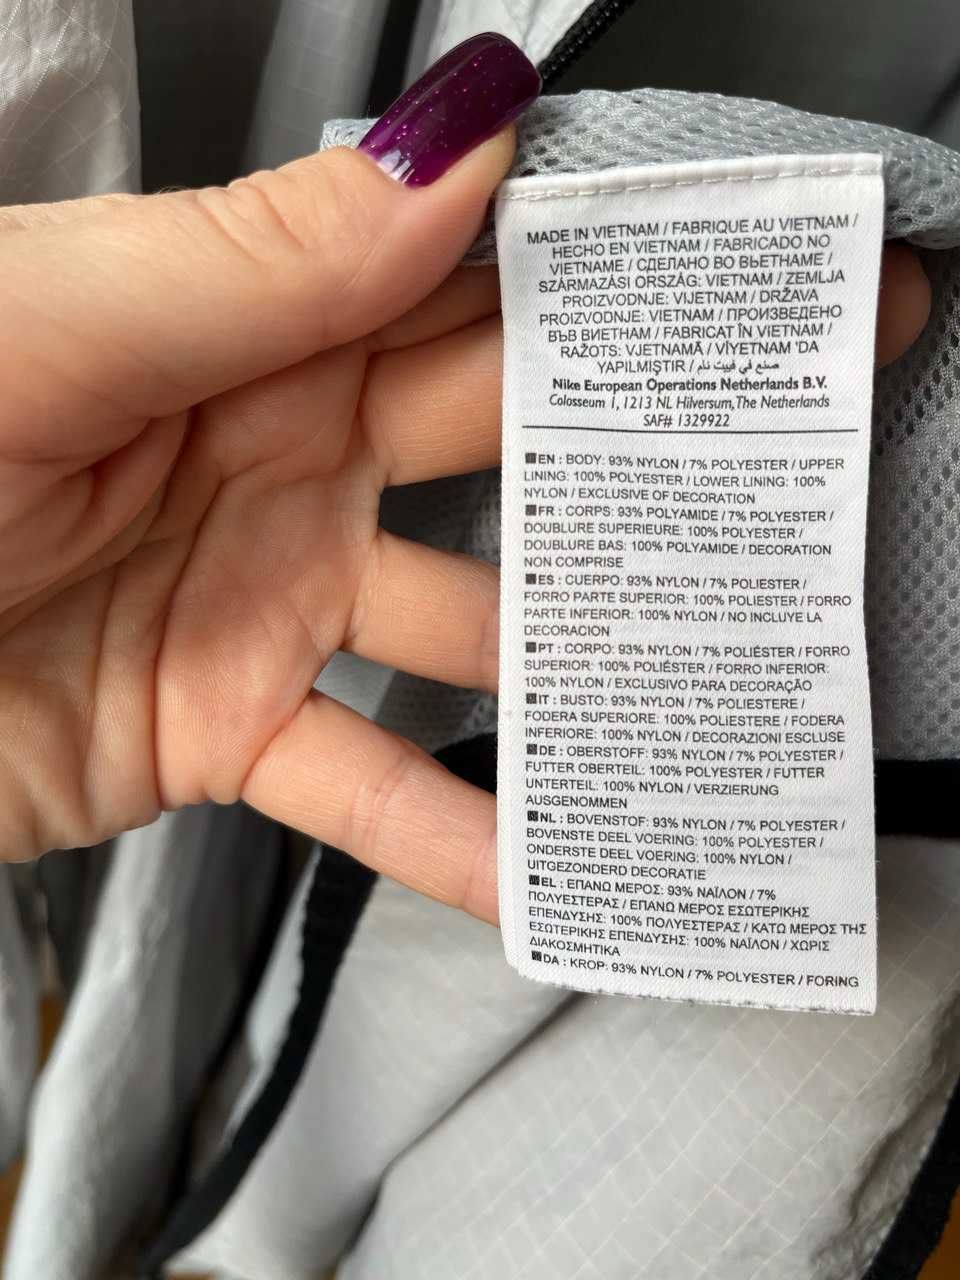 MADE IN VIETNAM / FABRIQUE AU VIETNAM /
HECHO EN VIETNAM / FABRICADO NO
VIETNAME / СДЕЛАНО ВО ВЬЕТНАМЕ /
SZÁRMAZÁSI ORSZÁG: VIETNAM / ZEMLJA
PROIZVODNJE: VIJETNAM / DRŽAVA
PROIZVODNJE: VIETNAM / ПРОИЗВЕДЕНО
ВЪВ ВИЕТНАМ / FABRICAT ÎN VIETNAM /
RAŽOTS: VJETNAMĀ / VİYETNAM 'DA
YAPILMIŞTIR / صنع في فييت نام
Nike European Operations Netherlands B.V.
Colosseum 1, 1213 NL Hilversum, The Netherlands
SAF# 1329922
EN : BODY: 93% NYLON / 7% POLYESTER / UPPER
LINING: 100% POLYESTER / LOWER LINING: 100%
NYLON / EXCLUSIVE OF DECORATION
FR : CORPS: 93% POLYAMIDE / 7% POLYESTER /
DOUBLURE SUPERIEURE: 100% POLYESTER /
DOUBLURE BAS: 100% POLYAMIDE / DECORATION
NON COMPRISE
ES : CUERPO: 93% NYLON / 7% POLIESTER /
FORRO PARTE SUPERIOR: 100% POLIESTER / FORRO
PARTE INFERIOR: 100% NYLON / NO INCLUYE LA
DECORACION
PT : CORPO: 93% NYLON / 7% POLIÉSTER / FORRO
SUPERIOR: 100% POLIÉSTER / FORRO INFERIOR:
100% NYLON / EXCLUSIVO PARA DECORAÇÃO
IT : BUSTO: 93% NYLON / 7% POLIESTERE /
FODERA SUPERIORE: 100% POLIESTERE / FODERA
INFERIORE: 100% NYLON / DECORAZIONI ESCLUSE
DE : OBERSTOFF: 93% NYLON / 7% POLYESTER /
FUTTER OBERTEIL: 100% POLYESTER / FUTTER
UNTERTEIL: 100% NYLON / VERZIERUNG
AUSGENOMMEN
NL : BOVENSTOF: 93% NYLON / 7% POLYESTER /
BOVENSTE DEEL VOERING: 100% POLYESTER /
ONDERSTE DEEL VOERING: 100% NYLON /
UITGEZONDERD DECORATIE
EL : ΕΠΑΝΩ ΜΕΡΟΣ: 93% ΝΑΪΛΟΝ / 7%
ΠΟΛΥΕΣΤΕΡΑΣ / ΕΠΑΝΩ ΜΕΡΟΣ ΕΣΩΤΕΡΙΚΗΣ
ΕΠΕΝΔΥΣΗΣ: 100% ΠΟΛΥΕΣΤΕΡΑΣ / ΚΑΤΩ ΜΕΡΟΣ ΤΗΣ
ΕΣΩΤΕΡΙΚΗΣ ΕΠΕΝΔΥΣΗΣ: 100% ΝΑΪΛΟΝ / ΧΩΡΙΣ
ΔΙΑΚΟΣΜΗΤΙΚΑ
DA : KROP: 93% NYLON / 7% POLYESTER / FORING